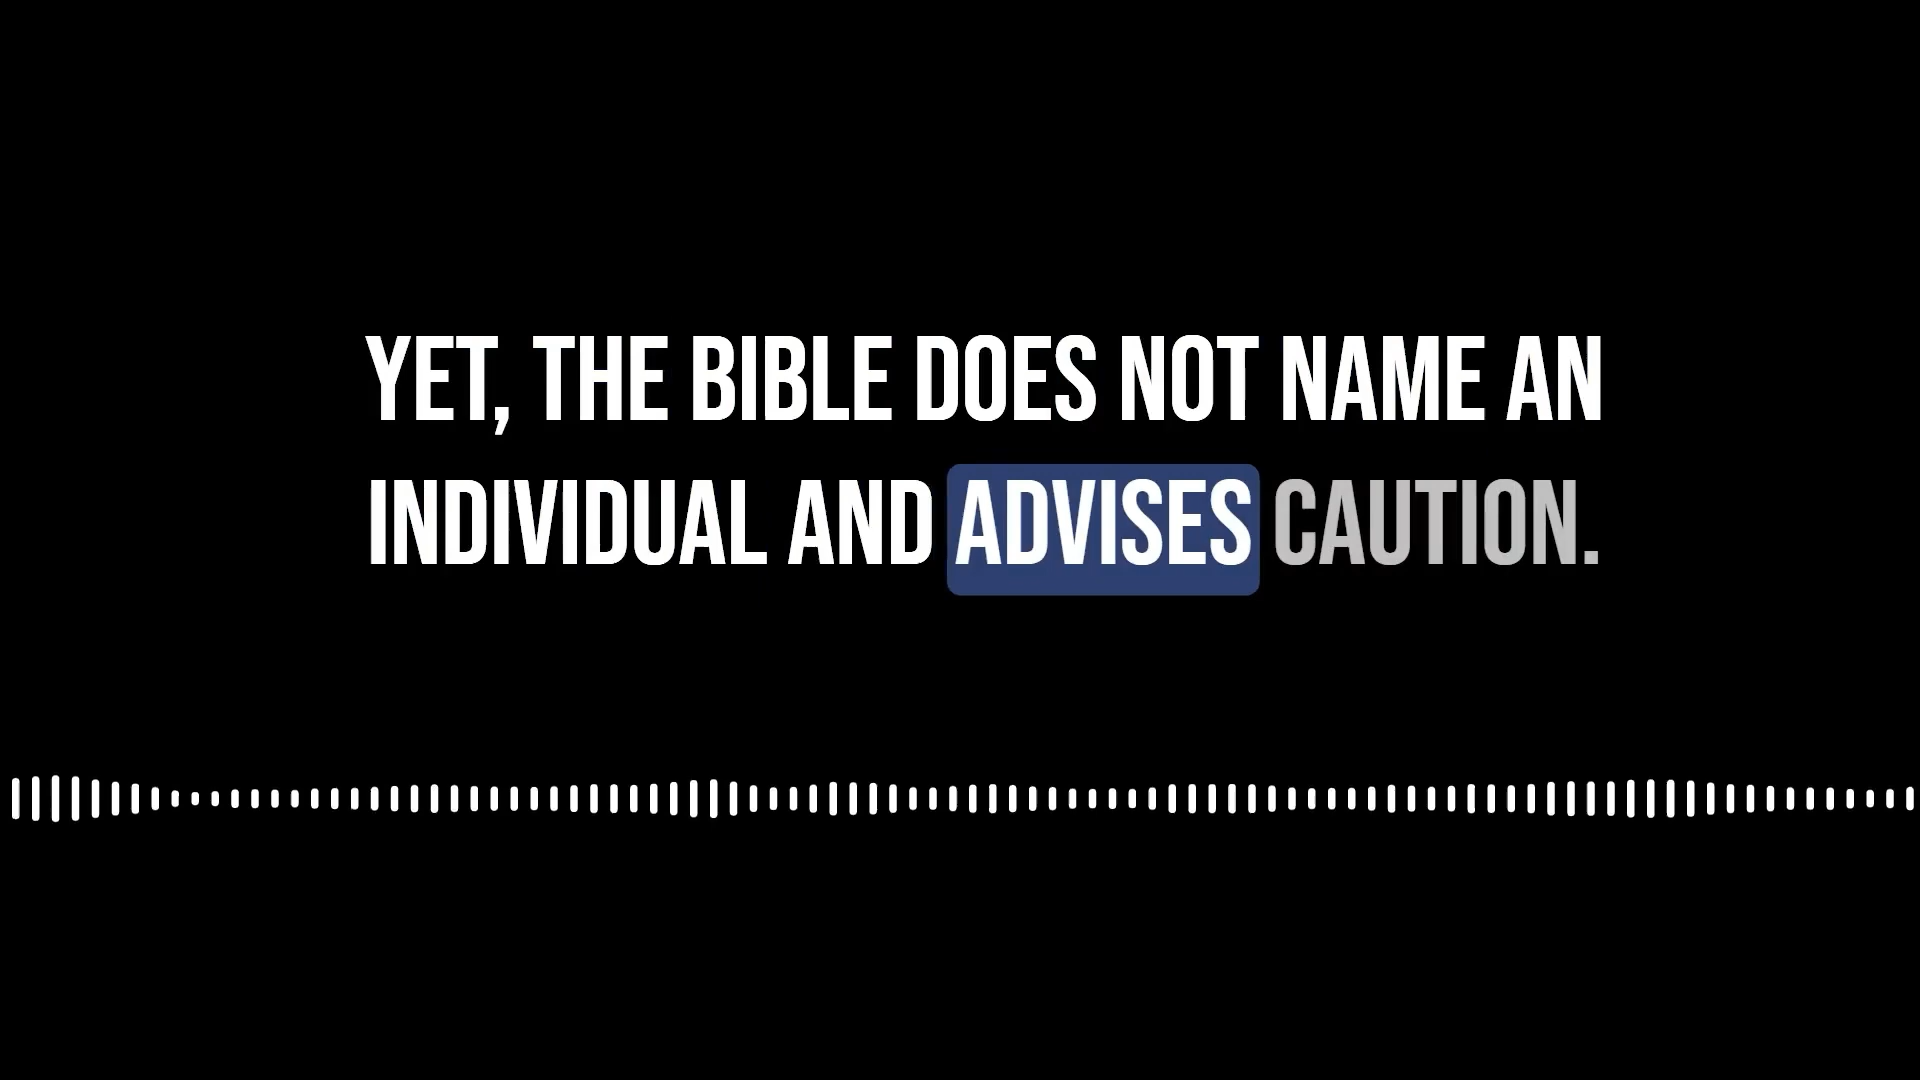 YET, THE BIBLE DOES NOT NAME AN
INDIVIDUAL AND ADVISES CAUTION.